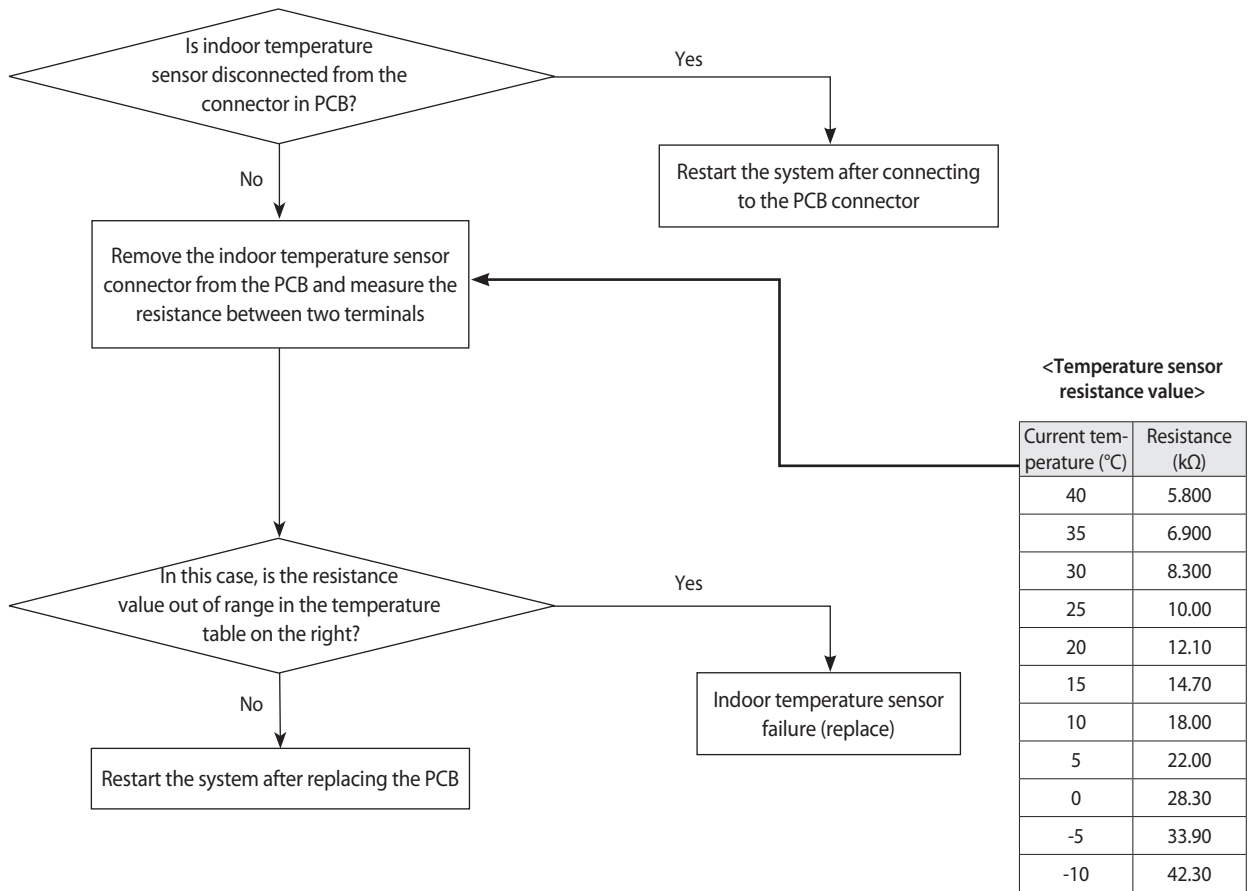 Is indoor temperature
sensor disconnected from the
connector in PCB?
Yes
Restart the system after connecting
to the PCB connector
No
Remove the indoor temperature sensor
connector from the PCB and measure the
resistance between two terminals
<Temperature sensor
resistance value>
Current tem- Resistance
perature (°C) (kΩ)
40 5.800
35 6.900
30 8.300
25 10.00
20 12.10
15 14.70
10 18.00
5 22.00
0 28.30
-5 33.90
-10 42.30
In this case, is the resistance
value out of range in the temperature
table on the right?
Yes
Indoor temperature sensor
failure (replace)
No
Restart the system after replacing the PCB